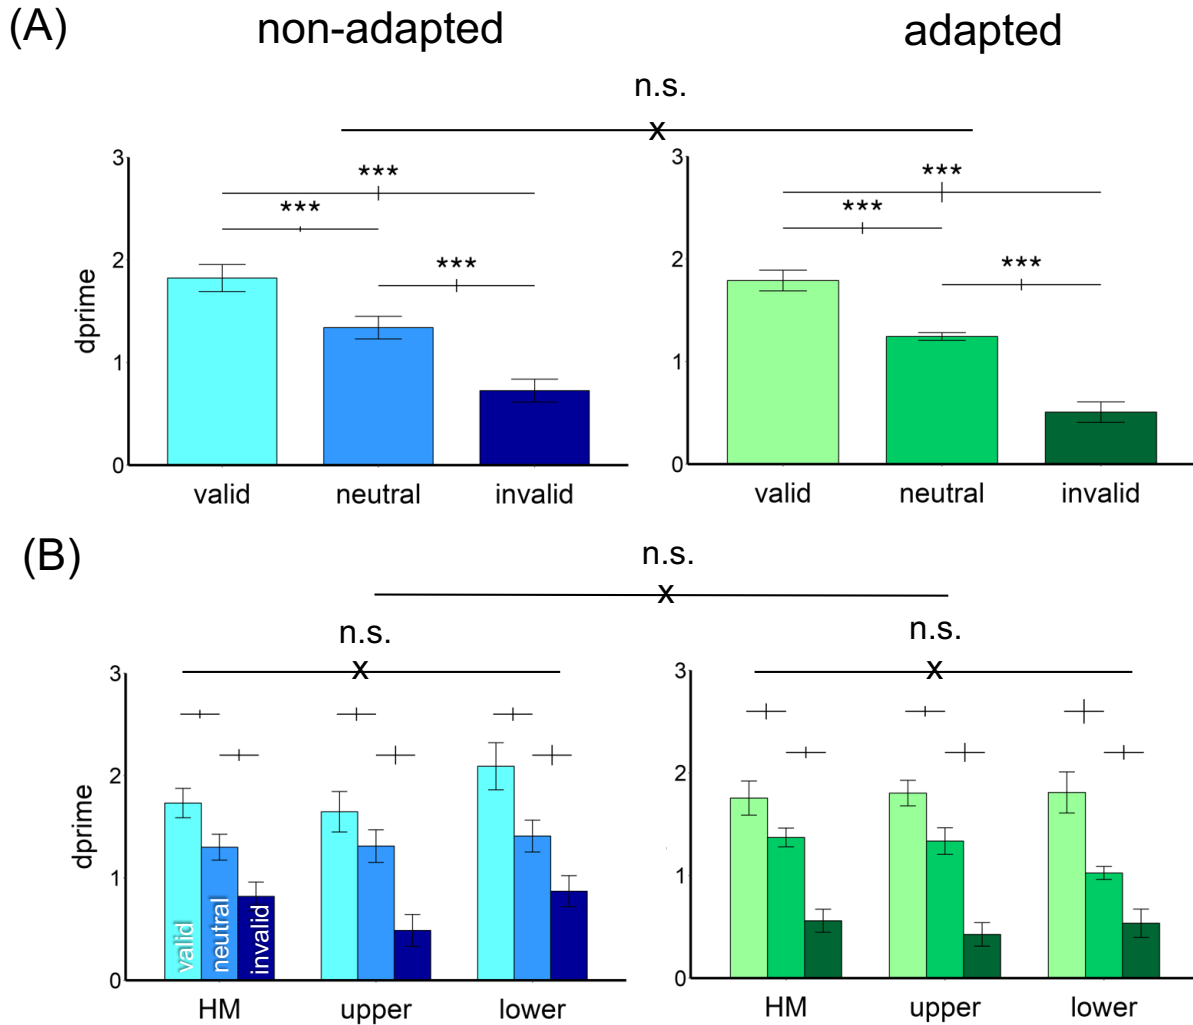 (A)
non-adapted
adapted
n.s.
x
3
***
***
***
2
1
0
dprime
valid
neutral
invalid
3
***
***
***
2
1
0
valid
neutral
invalid
(B)
n.s.
x
n.s.
x
3
2
1
0
dprime
valid
neutral
invalid
HM
upper
lower
n.s.
x
3
2
1
0
HM
upper
lower